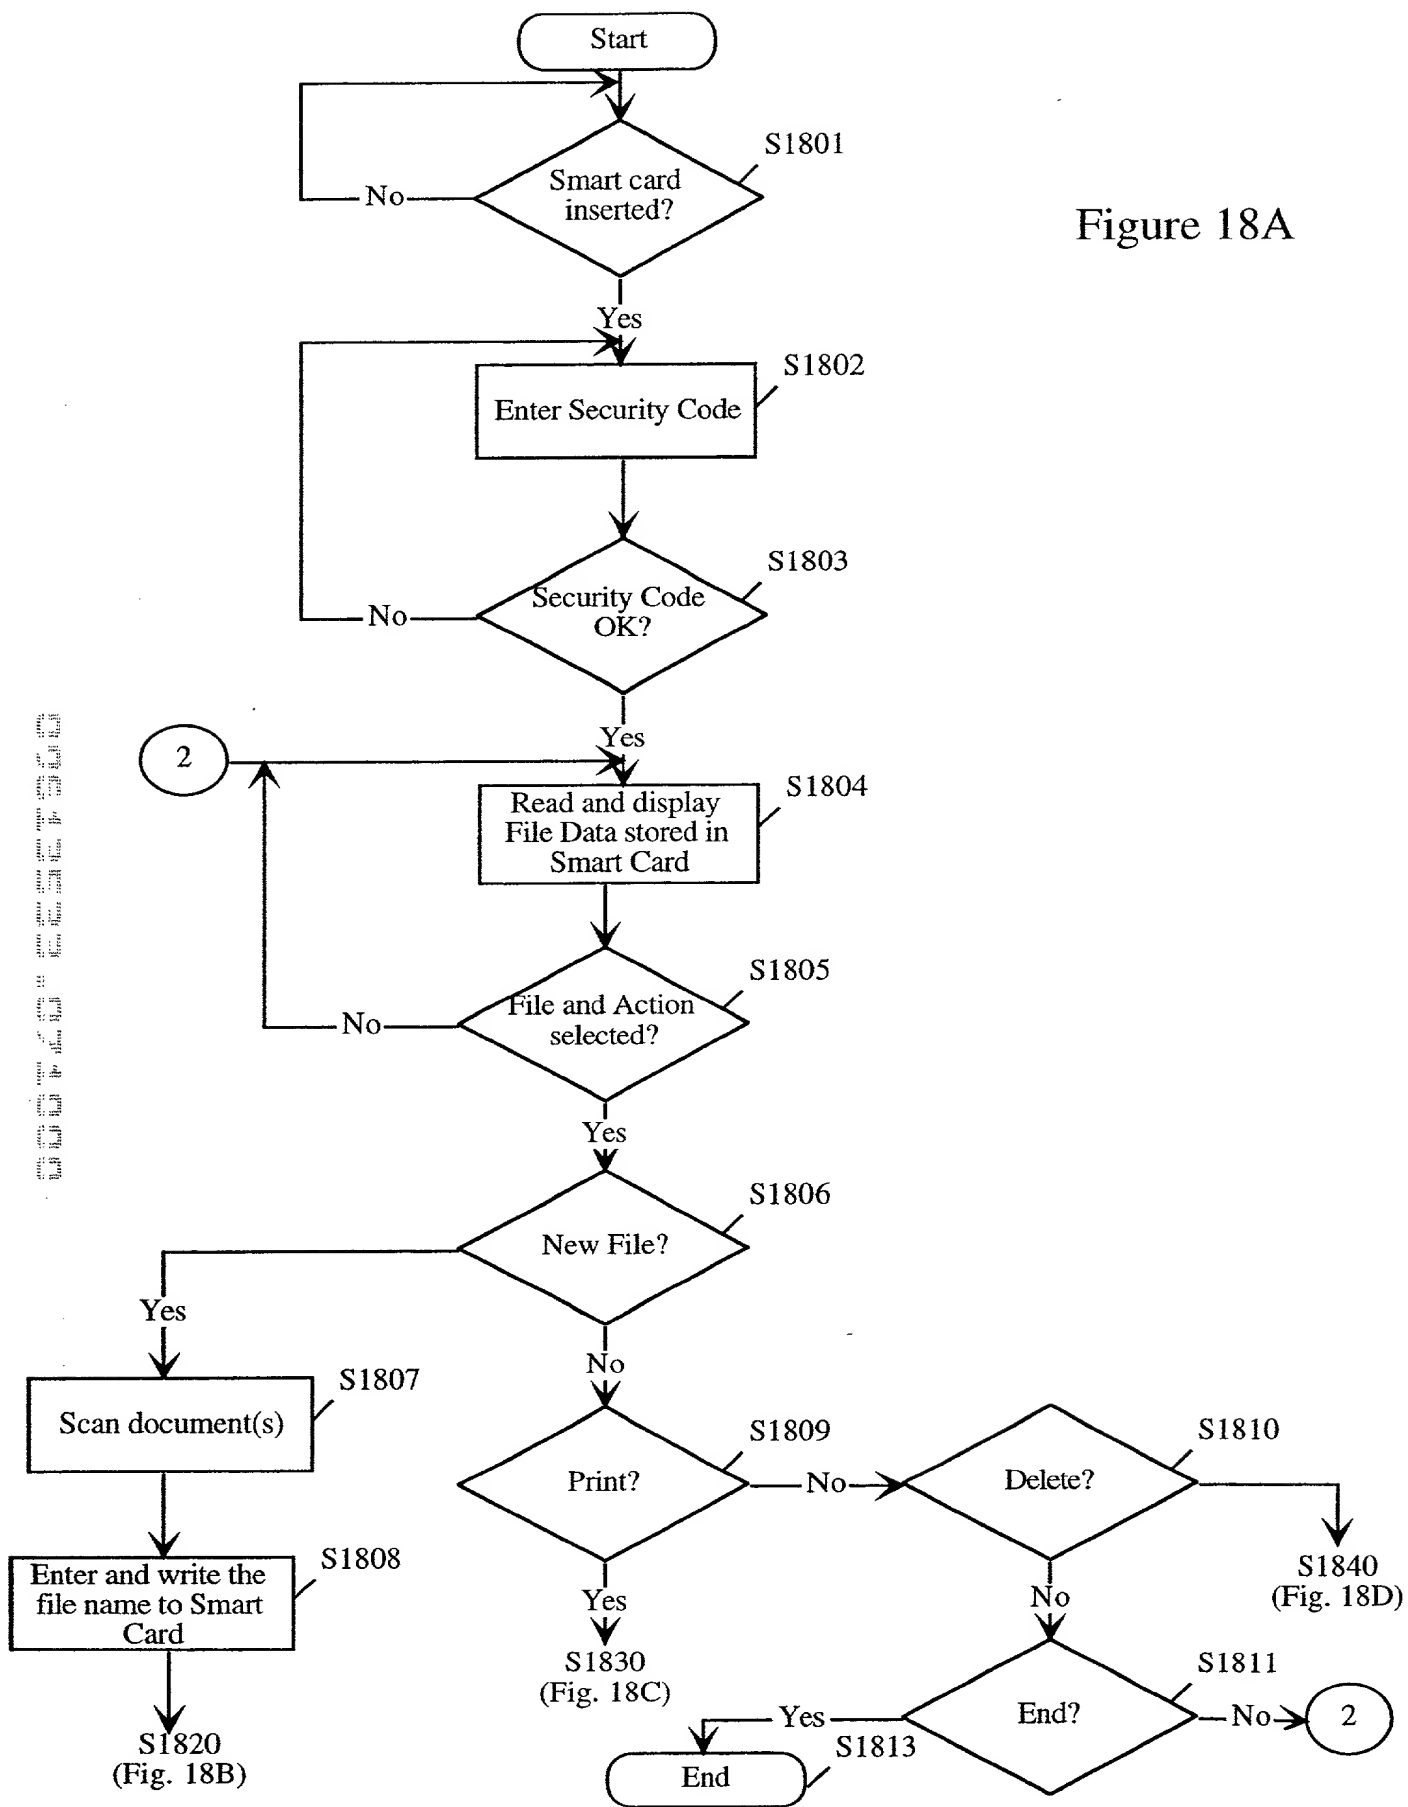 Start
S1801
Smart card
inserted?
No
Figure 18A
Yes
S1802
Enter Security Code
S1803
Security Code
OK?
No
Yes
2
S1804
Read and display
File Data stored in
Smart Card
S1805
File and Action
selected?
No
Yes
S1806
New File?
Yes
No
S1807
Scan document(s)
S1809
Print?
No
S1810
Delete?
S1808
Enter and write the
file name to Smart
Card
Yes
No
S1840
(Fig. 18D)
S1830
(Fig. 18C)
S1811
End?
Yes
No
2
S1820
(Fig. 18B)
S1813
End